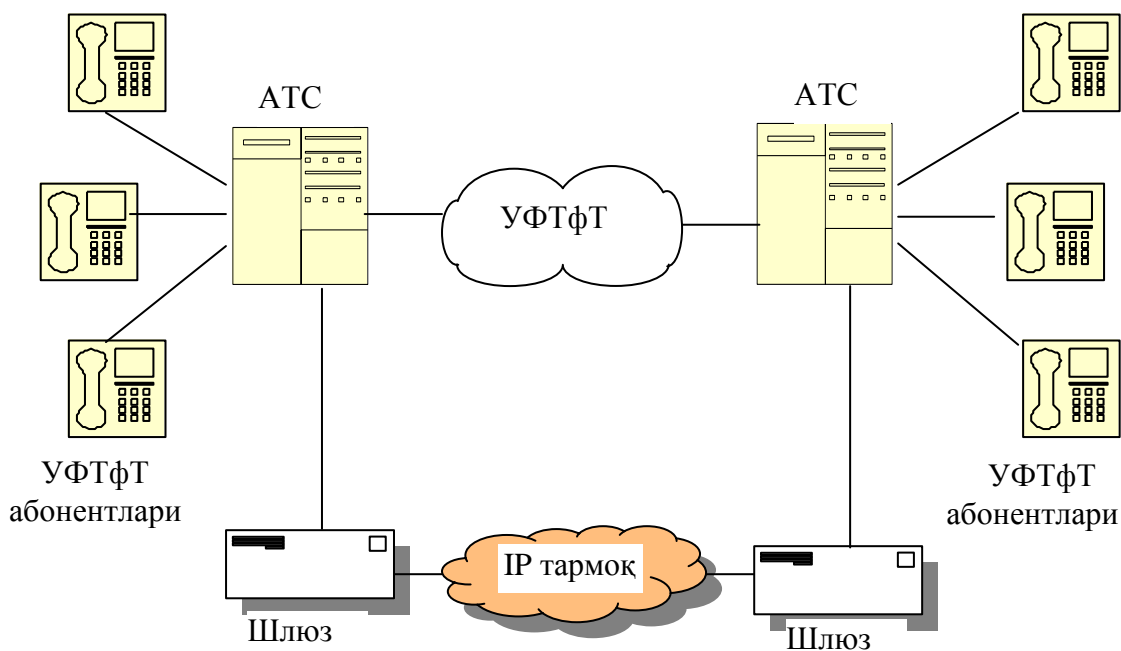 АТС
АТС
УФТфТ
УФТфТ
абонентлари
УФТфТ
абонентлари
IP тармоқ
Шлюз
Шлюз